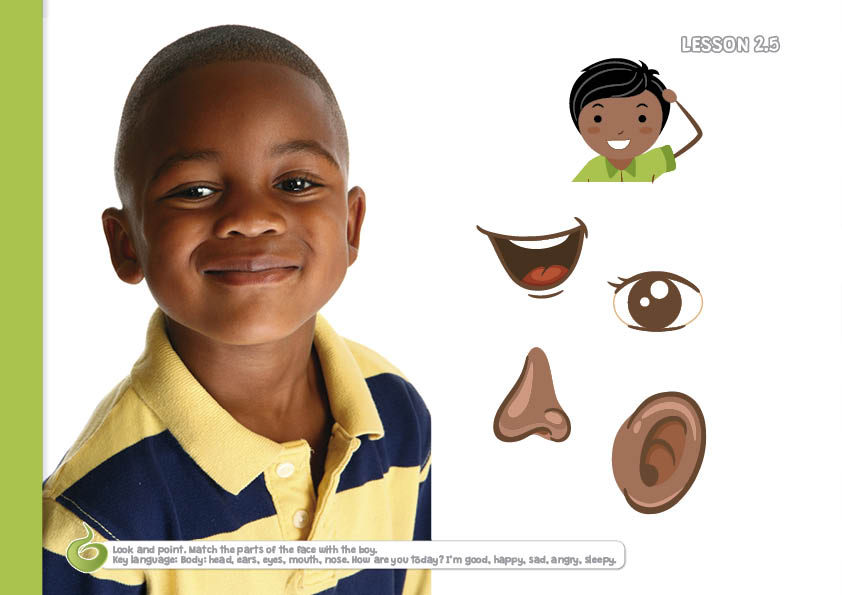 LESSON 2.5
6
Look and point. Match the parts of the face with the boy.
Key language: Body: head, ears, eyes, mouth, nose. How are you today? I'm good, happy, sad, angry, sleepy.